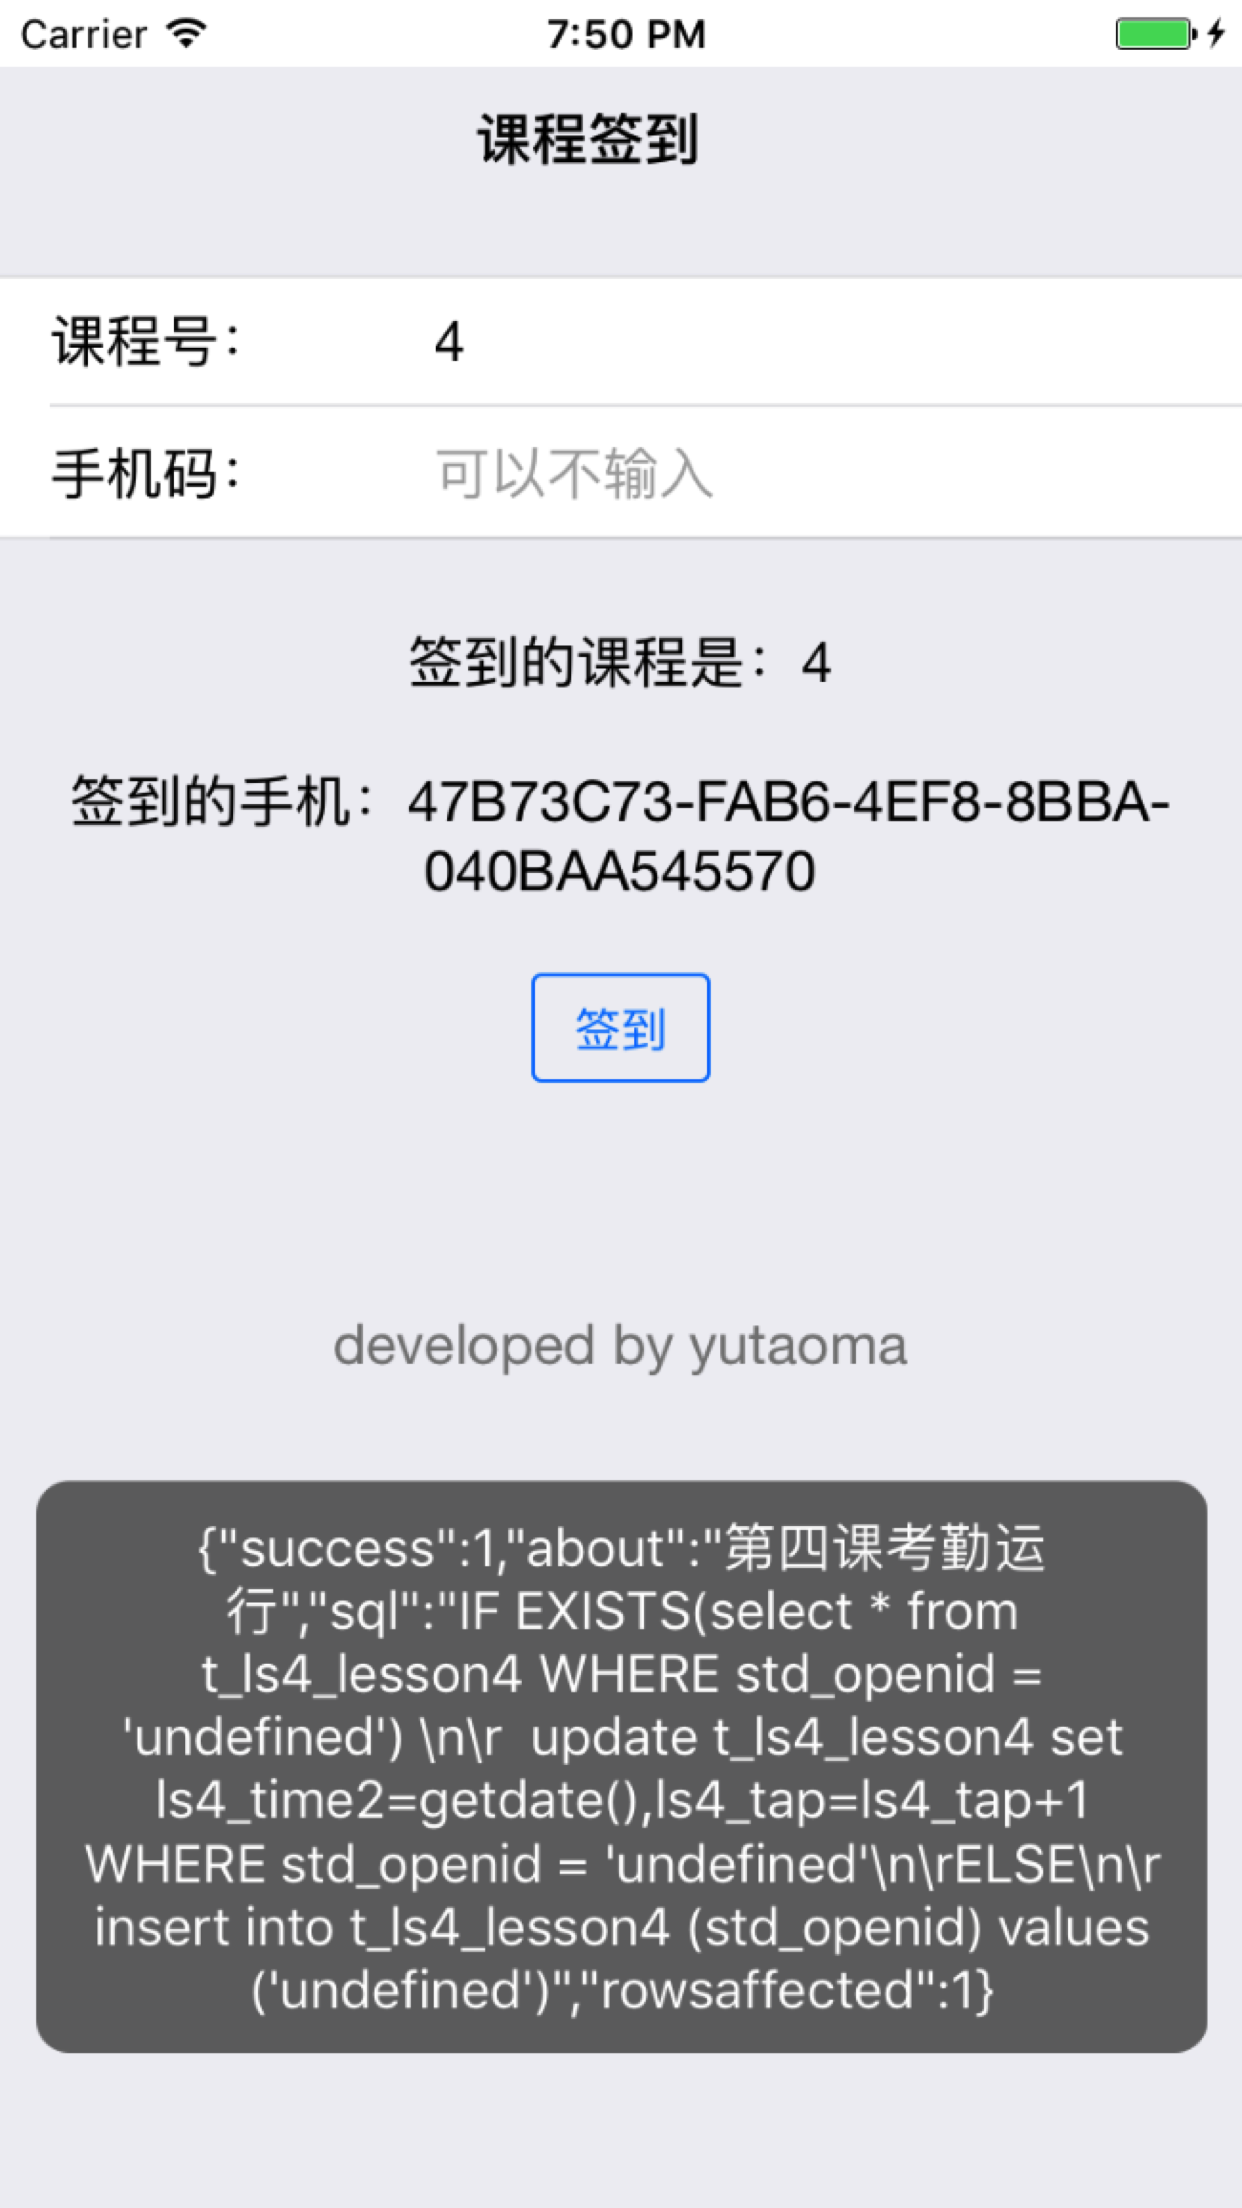 Carrier 7:50 PM
课程签到
课程号： 4
手机码： 可以不输入
签到的课程是：4
签到的手机：47B73C73-FAB6-4EF8-8BBA-
040BAA545570
签到
developed by yutaoma
{"success":1,"about":"第四课考勤运
行","sql":"IF EXISTS(select * from
t_ls4_lesson4 WHERE std_openid =
'undefined') \n\r  update t_ls4_lesson4 set
ls4_time2=getdate(),ls4_tap=ls4_tap+1
WHERE std_openid = 'undefined'\n\rELSE\n\r
insert into t_ls4_lesson4 (std_openid) values
('undefined')","rowsaffected":1}